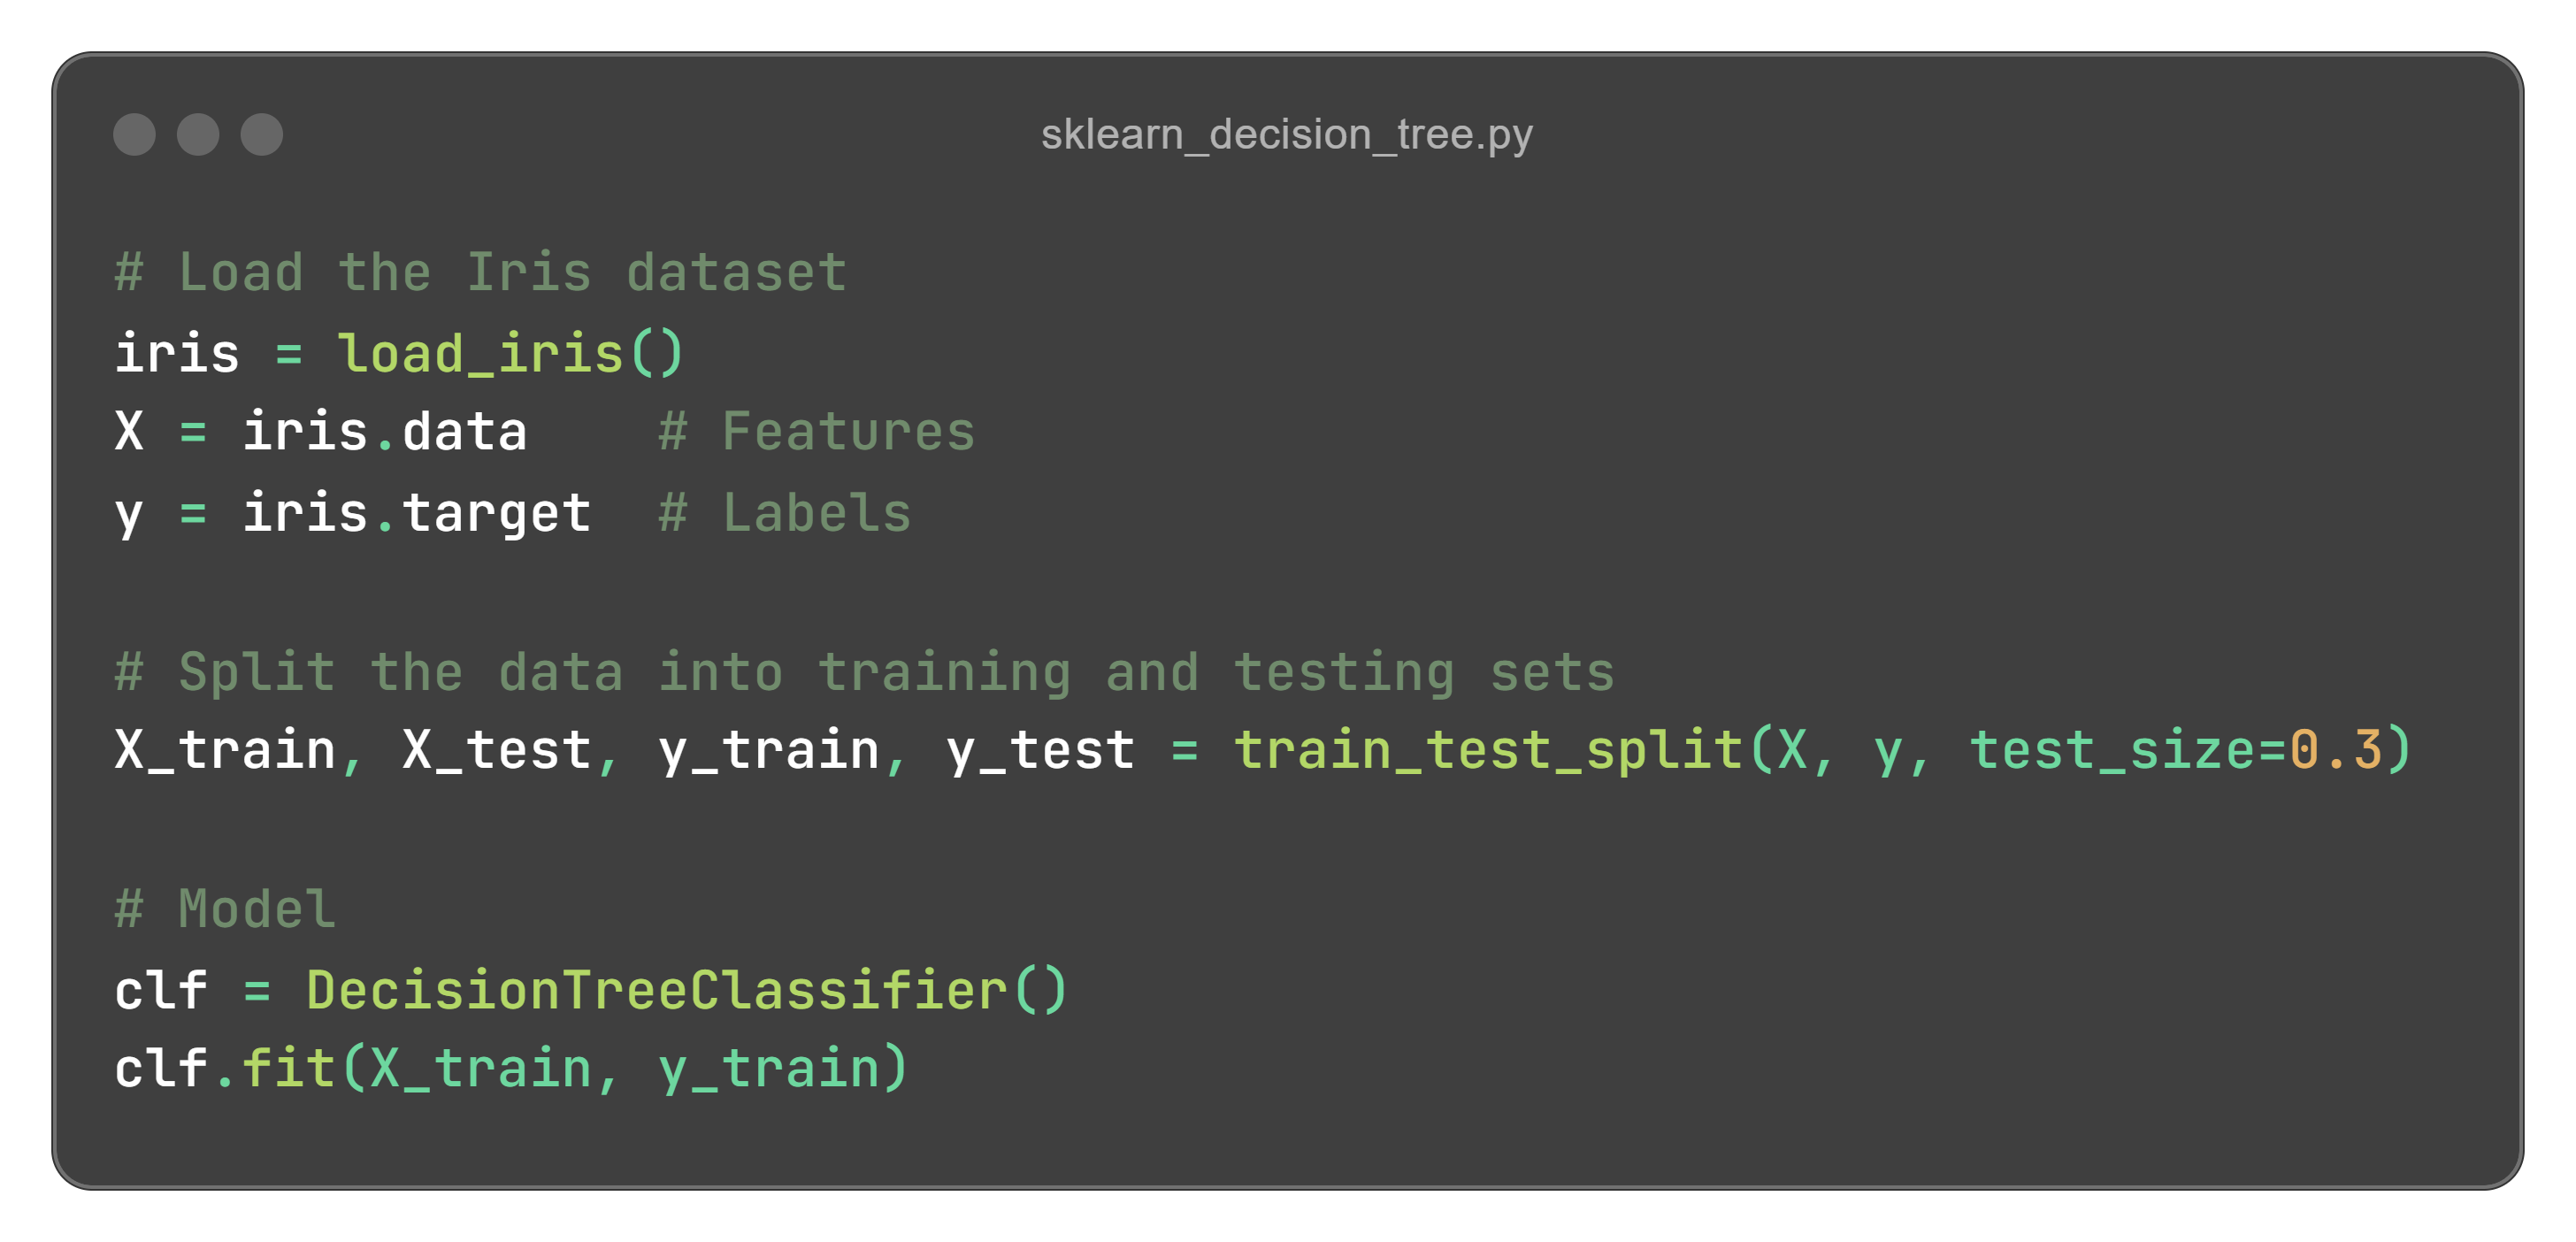 sklearn_decision_tree.py
# Load the Iris dataset
iris = load_iris()
X = iris.data    # Features
y = iris.target  # Labels
# Split the data into training and testing sets
X_train, X_test, y_train, y_test = train_test_split(X, y, test_size=0.3)
# Model
clf = DecisionTreeClassifier()
clf.fit(X_train, y_train)